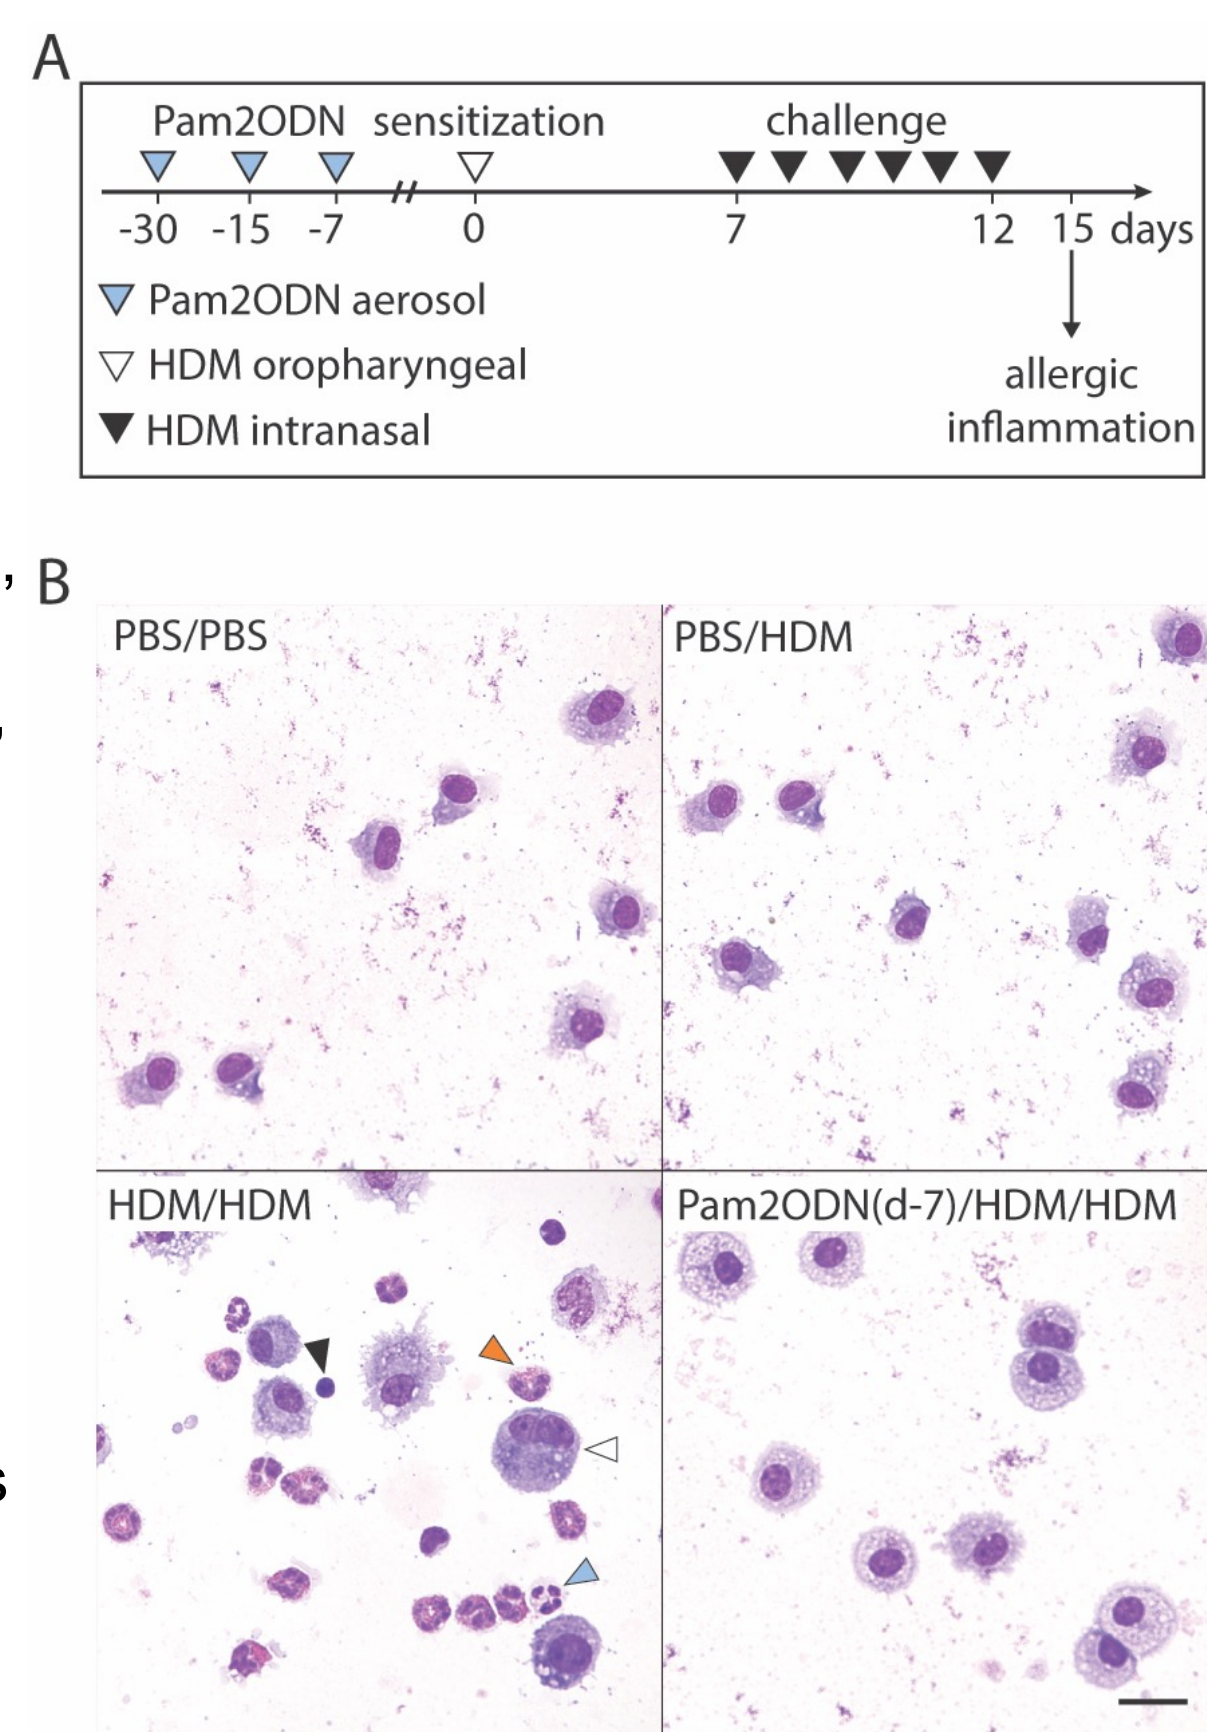 A
Pam2ODN sensitization challenge
-30 -15 -7 0 7 12 15 days
Pam2ODN aerosol
HDM oropharyngeal
HDM intranasal
allergic
inflammation
,
B
PBS/PBS PBS/HDM
,
HDM/HDM Pam2ODN(d-7)/HDM/HDM
s